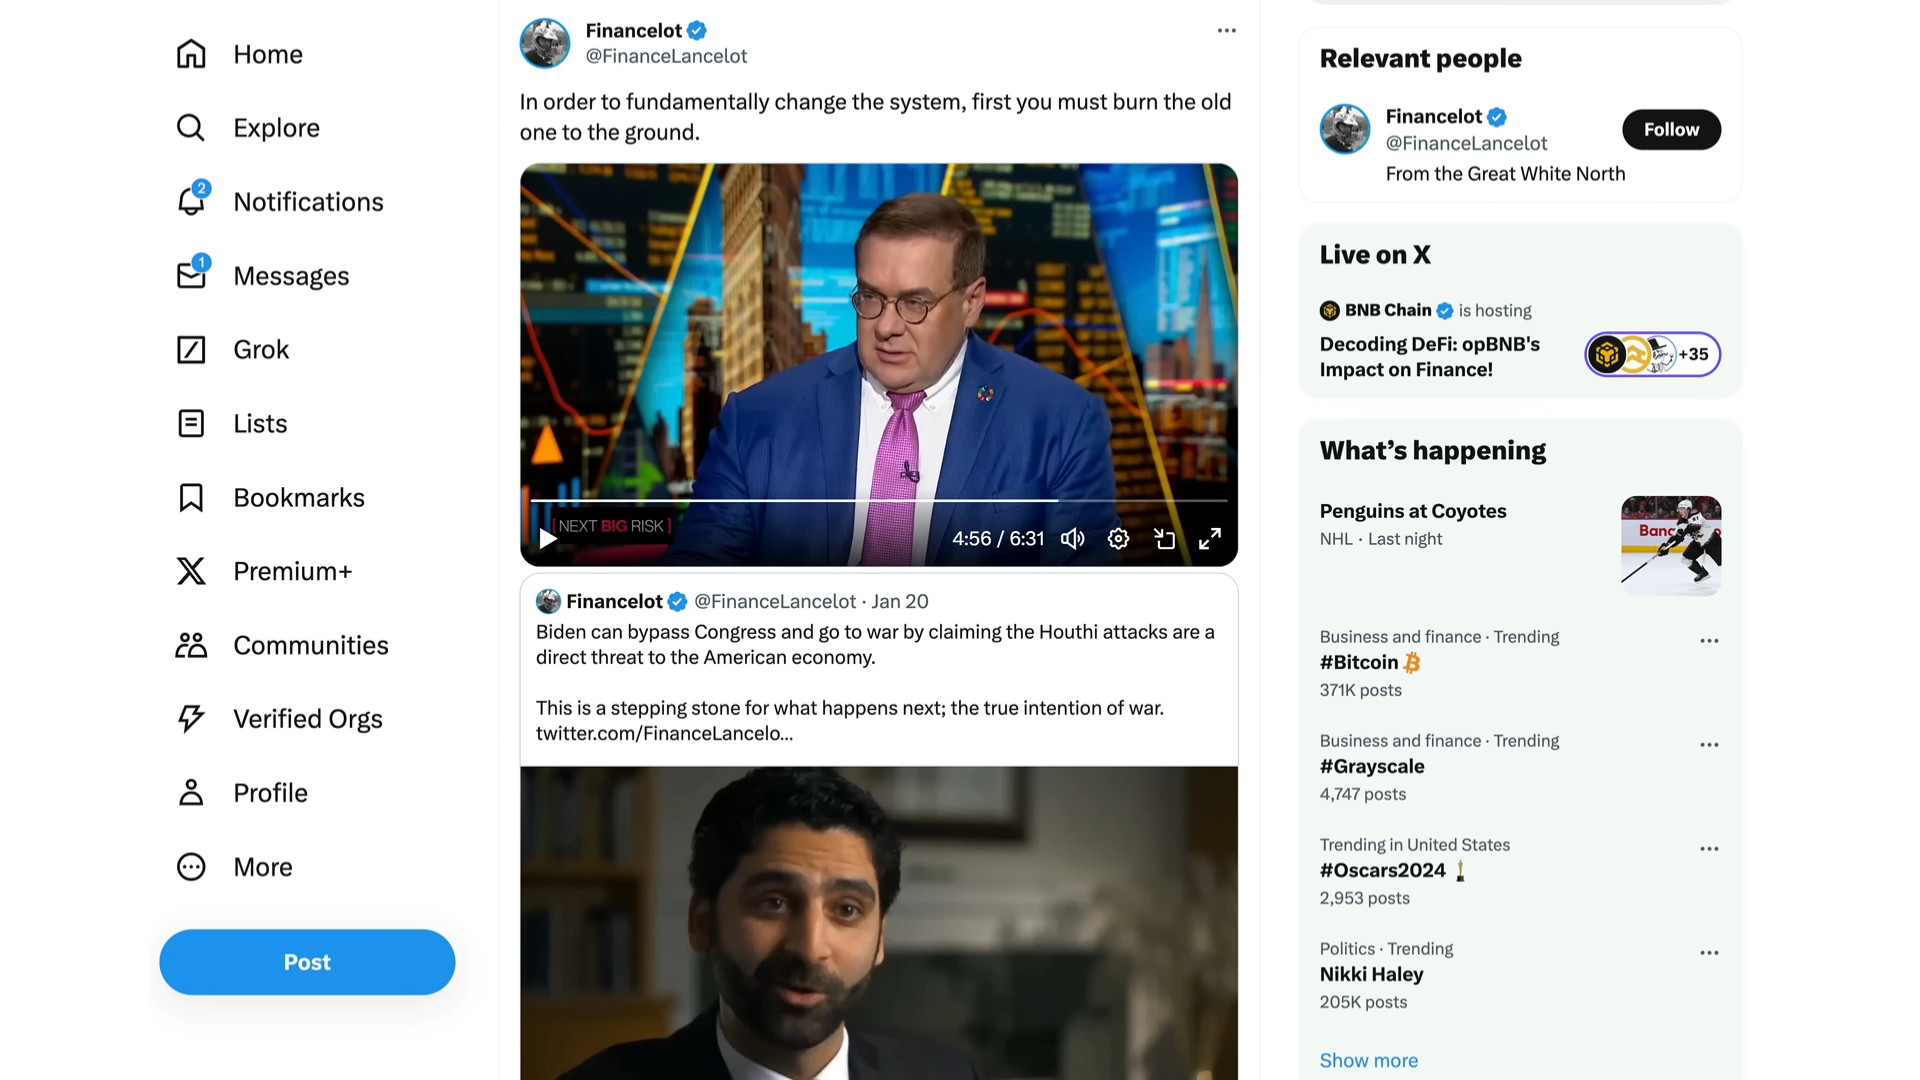 Home
Explore
2
Notifications
1
Messages
Grok
Lists
Bookmarks
Premium+
Communities
Verified Orgs
Profile
More
Post
Financelot
@FinanceLancelot
In order to fundamentally change the system, first you must burn the old
one to the ground.
[ NEXT BIG RISK ]
4:56 / 6:31
Financelot @FinanceLancelot · Jan 20
Biden can bypass Congress and go to war by claiming the Houthi attacks are a
direct threat to the American economy.
This is a stepping stone for what happens next; the true intention of war.
twitter.com/FinanceLancelo...
Relevant people
Financelot
@FinanceLancelot
Follow
From the Great White North
Live on X
BNB Chain is hosting
Decoding DeFi: opBNB's
Impact on Finance!
+35
What’s happening
Penguins at Coyotes
NHL · Last night
Banc
Business and finance · Trending
#Bitcoin
371K posts
Business and finance · Trending
#Grayscale
4,747 posts
Trending in United States
#Oscars2024
2,953 posts
Politics · Trending
Nikki Haley
205K posts
Show more